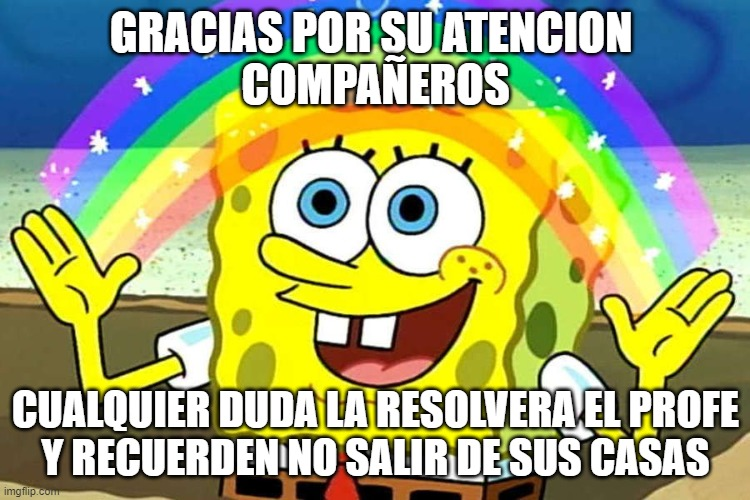 GRACIAS POR SU ATENCION
COMPAÑEROS
CUALQUIER DUDA LA RESOLVERA EL PROFE
Y RECUERDEN NO SALIR DE SUS CASAS
imgflip.com